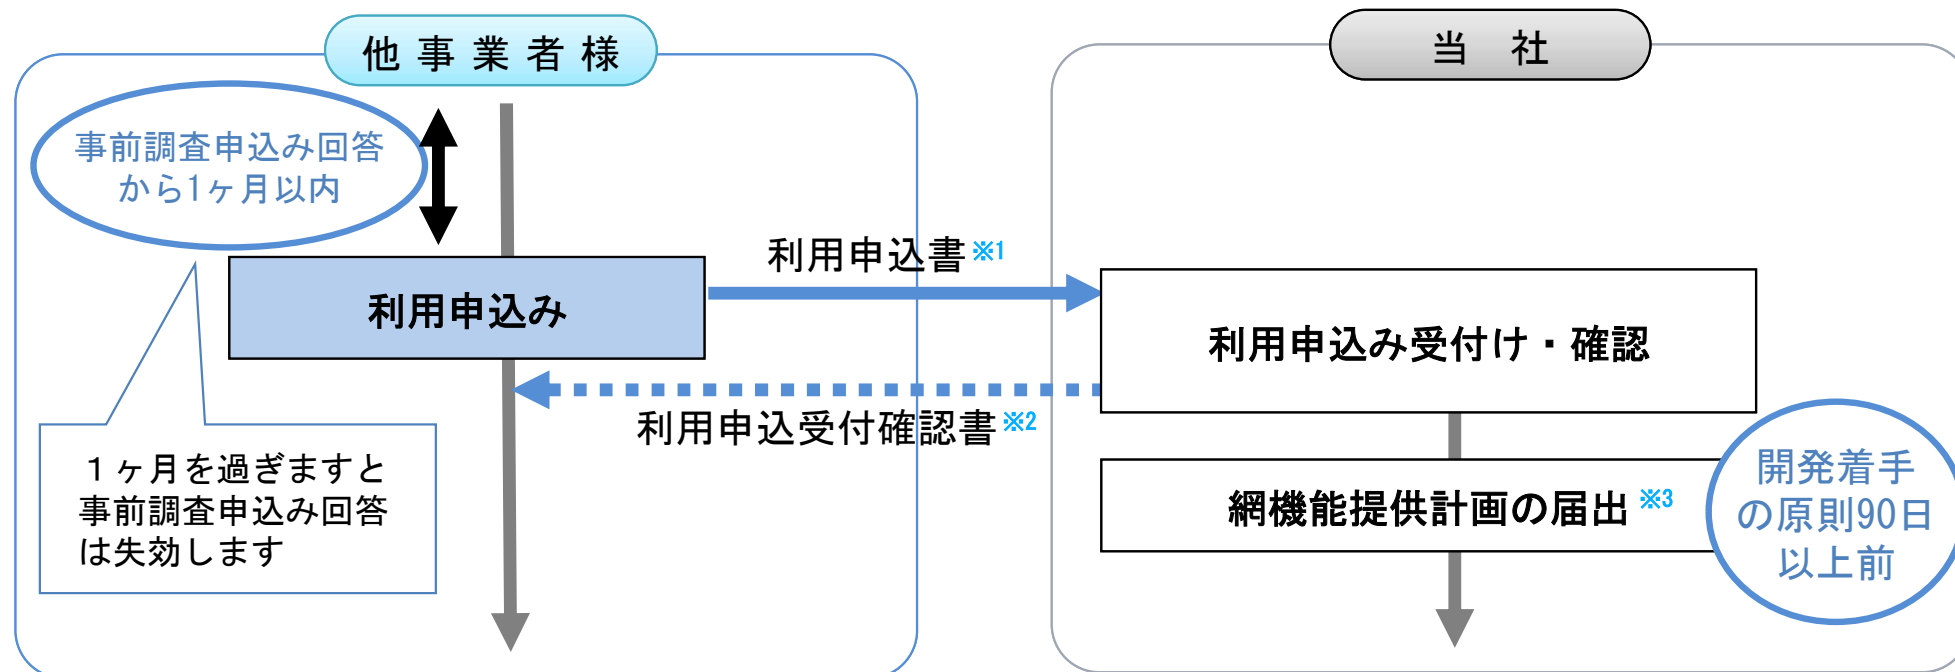 他事業者様
当　社
事前調査申込み回答
から1ヶ月以内
利用申込書※1
利用申込み
利用申込み受付け・確認
利用申込受付確認書※2
１ヶ月を過ぎますと
事前調査申込み回答
は失効します
網機能提供計画の届出※3
開発着手
の原則90日
以上前